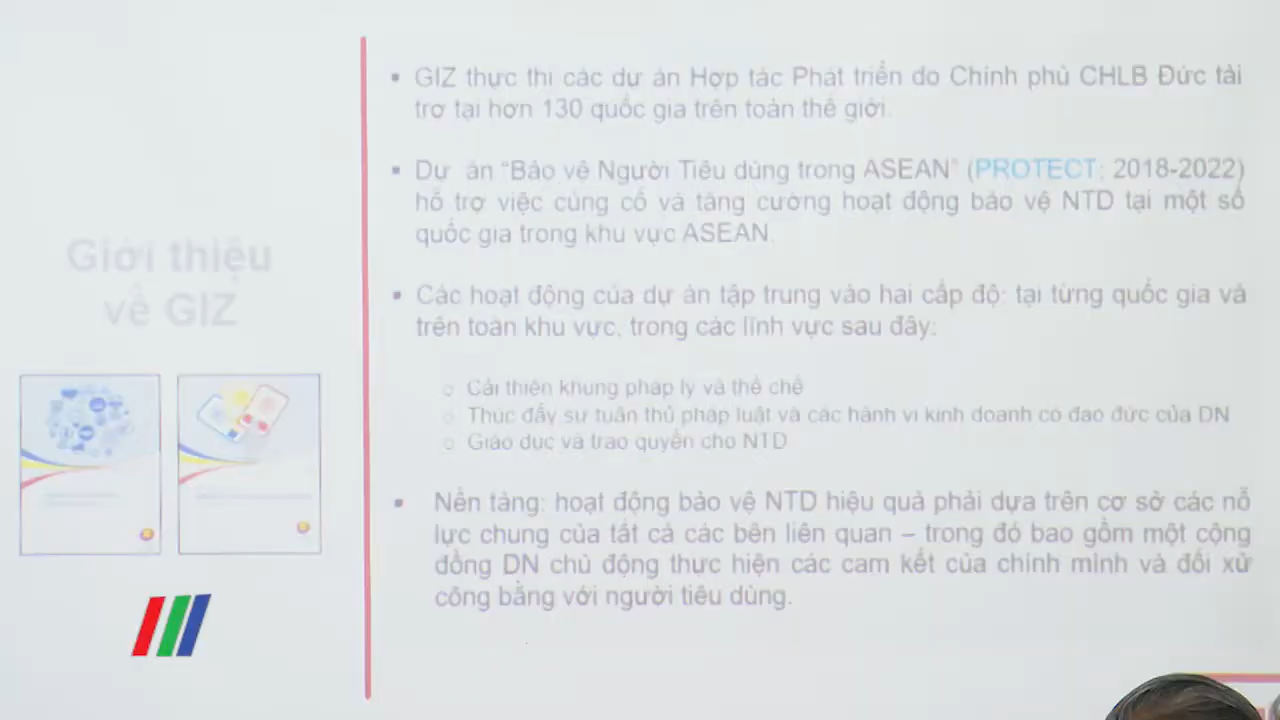 Giới thiệu
về GIZ
GIZ thực thi các dự án Hợp tác Phát triển do Chính phủ CHLB Đức tài
trợ tại hơn 130 quốc gia trên toàn thế giới.
Dự án “Bảo vệ Người Tiêu dùng trong ASEAN” (PROTECT: 2018-2022)
hỗ trợ việc củng cố và tăng cường hoạt động bảo vệ NTD tại một số
quốc gia trong khu vực ASEAN.
Các hoạt động của dự án tập trung vào hai cấp độ: tại từng quốc gia và
trên toàn khu vực, trong các lĩnh vực sau đây:
Cải thiện khung pháp lý và thể chế
Thúc đẩy sự tuân thủ pháp luật và các hành vi kinh doanh có đạo đức của DN
Giáo dục và trao quyền cho NTD
Nền tảng: hoạt động bảo vệ NTD hiệu quả phải dựa trên cơ sở các nỗ
lực chung của tất cả các bên liên quan – trong đó bao gồm một cộng
đồng DN chủ động thực hiện các cam kết của chính mình và đối xử
công bằng với người tiêu dùng.